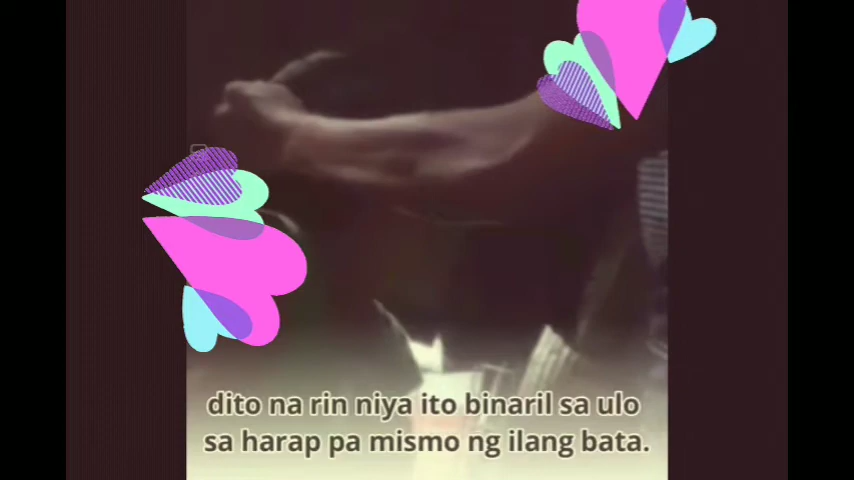 dito na rin niya ito binaril sa ulo
sa harap pa mismo ng ilang bata.